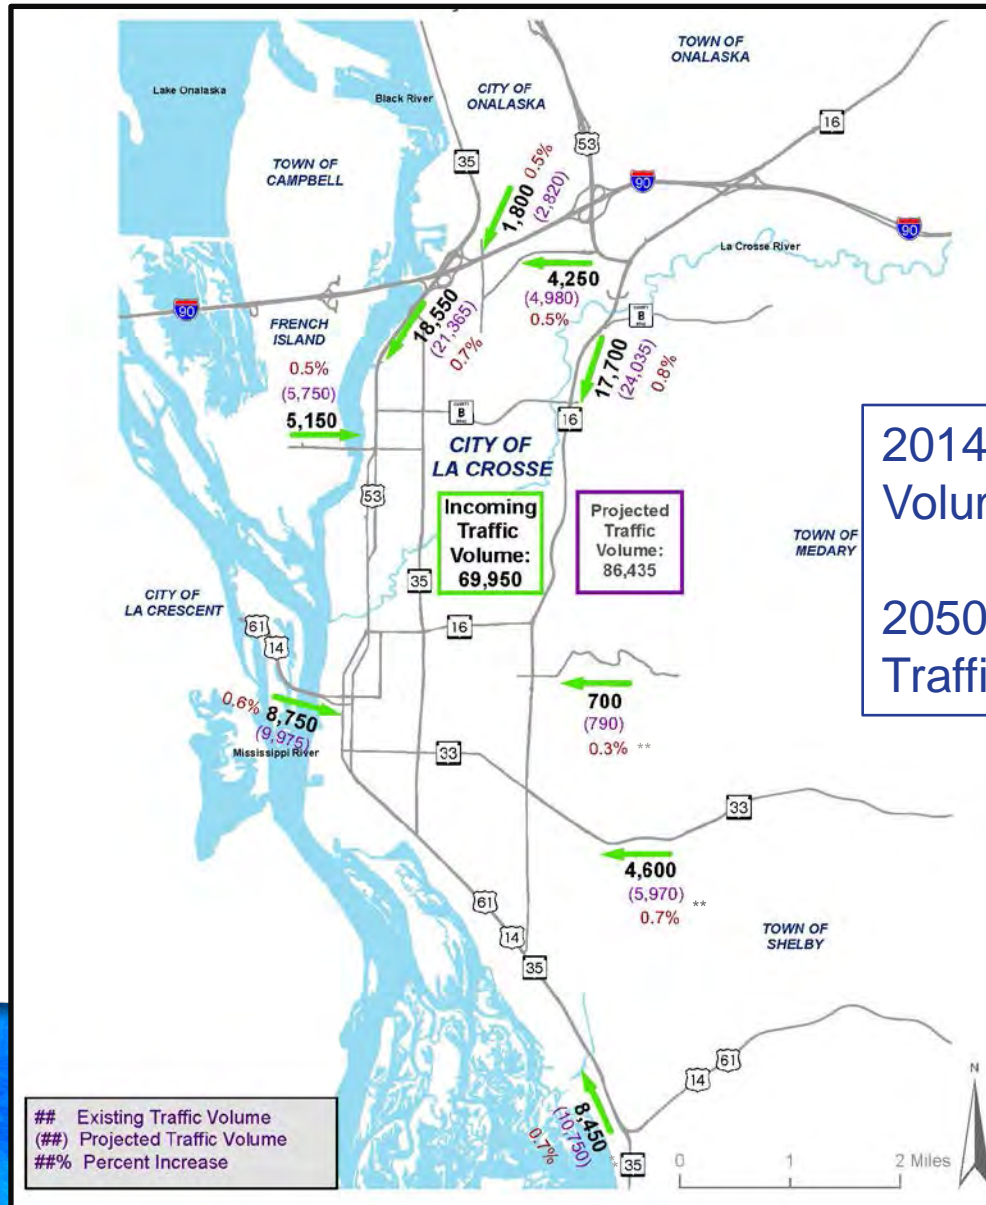 TOWN OF
ONALASKA
Lake Onalaska
CITY OF
ONALASKA
Black River
53
16
35
TOWN OF
CAMPBELL
0.5%
1,800
(2,820)
90
90
La Crosse River
4,250
(4,980)
0.5%
90
FRENCH
ISLAND
18,550
(21,365)
0.7%
COUNTY
B
17,700
(24,035)
0.8%
0.5%
(5,750)
5,150
COUNTY
B
16
CITY OF
LA CROSSE
53
Incoming
Traffic
Volume:
69,950
Projected
Traffic
Volume:
86,435
2014
Volu
TOWN OF
MEDARY
35
CITY OF
LA CRESCENT
2050
Traffi
61
14
16
0.6%
8,750
(9,975)
700
(790)
0.3% **
Mississippi River
33
33
4,600
(5,970)
0.7% **
61
14
TOWN OF
SHELBY
35
14
61
8,450
(10,750)
0.7% **
35
N
## Existing Traffic Volume
(##) Projected Traffic Volume
##% Percent Increase
0 1 2 Miles